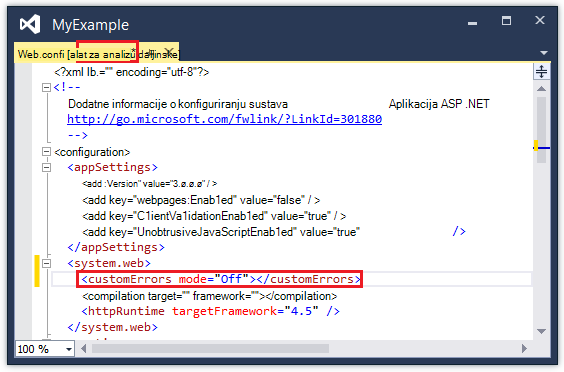 MyExample
Web.confi [alat za analizu daljinske]
<?xml lb.="" encoding="utf-8"?>
<!--
Dodatne informacije o konfiguriranju sustava Aplikacija ASP .NET
http://go.microsoft.com/fwlink/?LinkId=301880
-->
<configuration>
<appSettings>
<add :Version" value="3.ø.ø.ø" / >
<add key="webpages:Enab1ed" value="false" / >
<add key="C1ientVa1idationEnab1ed" value="true" / >
<add key="UnobtrusiveJavaScriptEnab1ed" value="true" />
</appSettings>
<system.web>
<customErrors mode="Off"></customErrors>
<compilation target="" framework=""></compilation>
<httpRuntime targetFramework="4.5" />
</system.web>
100 %